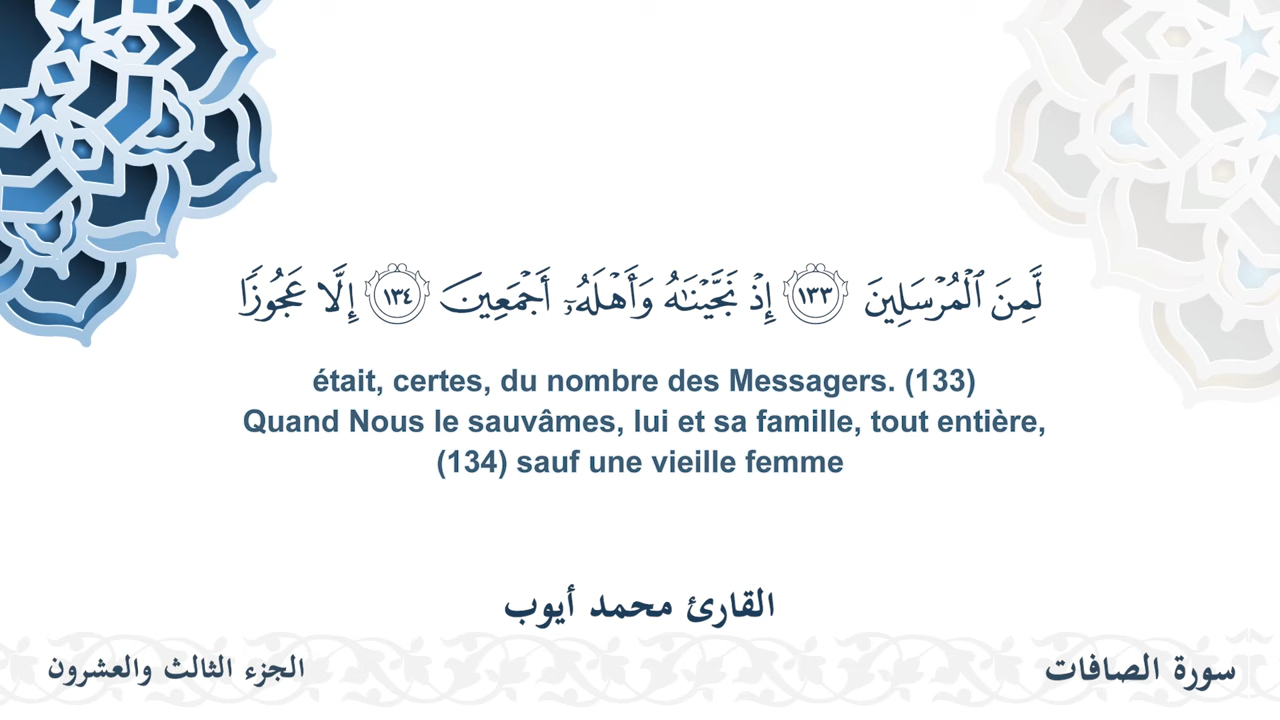 لَّمِنَ ٱلْمُرْسَلِينَ ١٣٣ إِذْ نَجَّيْنَٰهُ وَأَهْلَهُۥٓ أَجْمَعِينَ ١٣٤ إِلَّا عَجُوزًا
était, certes, du nombre des Messagers. (133)
Quand Nous le sauvâmes, lui et sa famille, tout entière,
(134) sauf une vieille femme
القارئ محمد أيوب
سورة الصافات
الجزء الثالث والعشرون